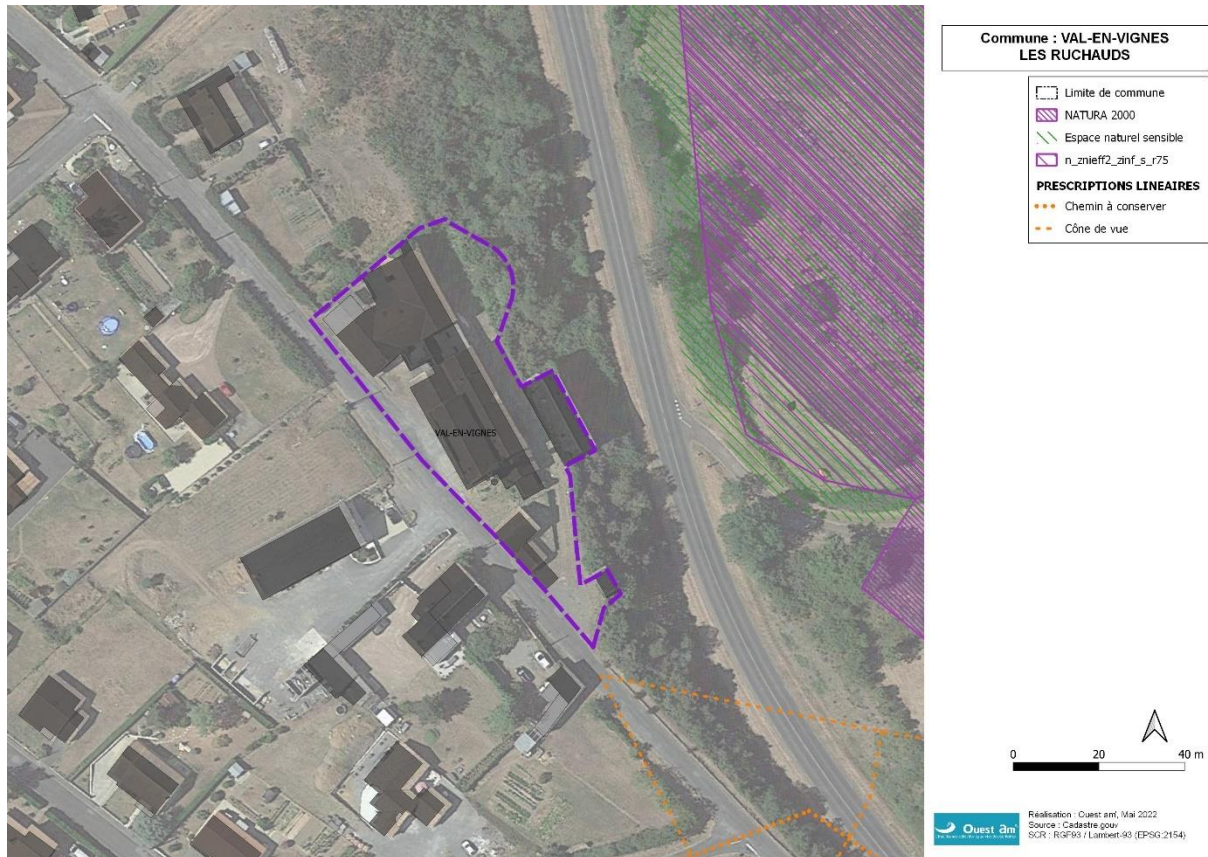 Commune : VAL-EN-VIGNES
LES RUCHAUDS
Limite de commune
NATURA 2000
Espace naturel sensible
n_znieff2_zinf_s_r75
PRESCRIPTIONS LINEAIRES
Chemin à conserver
Cône de vue
VAL-EN-VIGNES
0 20 40 m
Ouest am'
Réalisation : Ouest am', Mai 2022
Source : Cadastre.gouv
SCR : RGF93 / Lambert-93 (EPSG:2154)